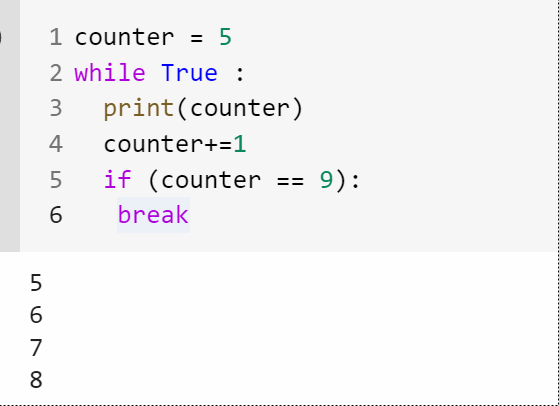 1 counter = 5
2 while True :
3   print(counter)
4   counter+=1
5   if (counter == 9):
6    break
5
6
7
8